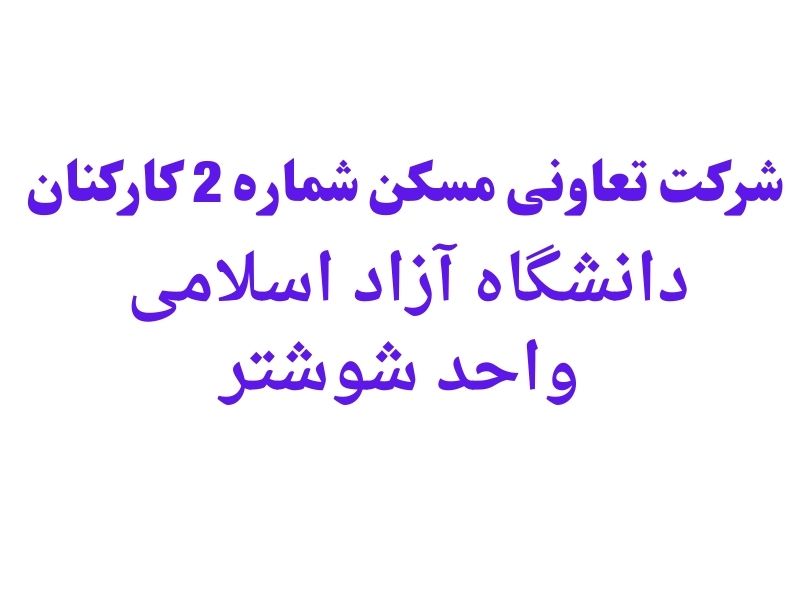 شرکت تعاونی مسکن شماره 2 کارکنان
دانشگاه آزاد اسلامی
واحد شوشتر